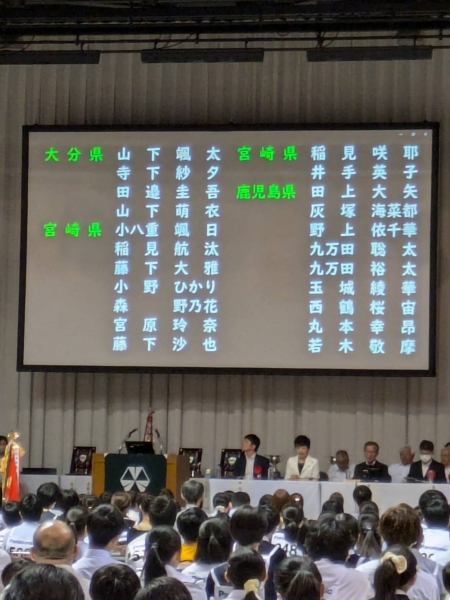 大分県 山下颯太
寺下紗夕
田邉圭吾
山下萌衣
宮崎県 小八重颯日
稲見航汰
藤下大雅
小野ひかり
森野乃花
宮原玲奈
藤下沙也
宮崎県 稲見咲耶
井手英子
鹿児島県 田上大矢
灰塚海菜都
野重依千華
九万田聡太
九万田裕太
玉城綾華
西鶴桜宙
丸本幸昂
若木敬摩